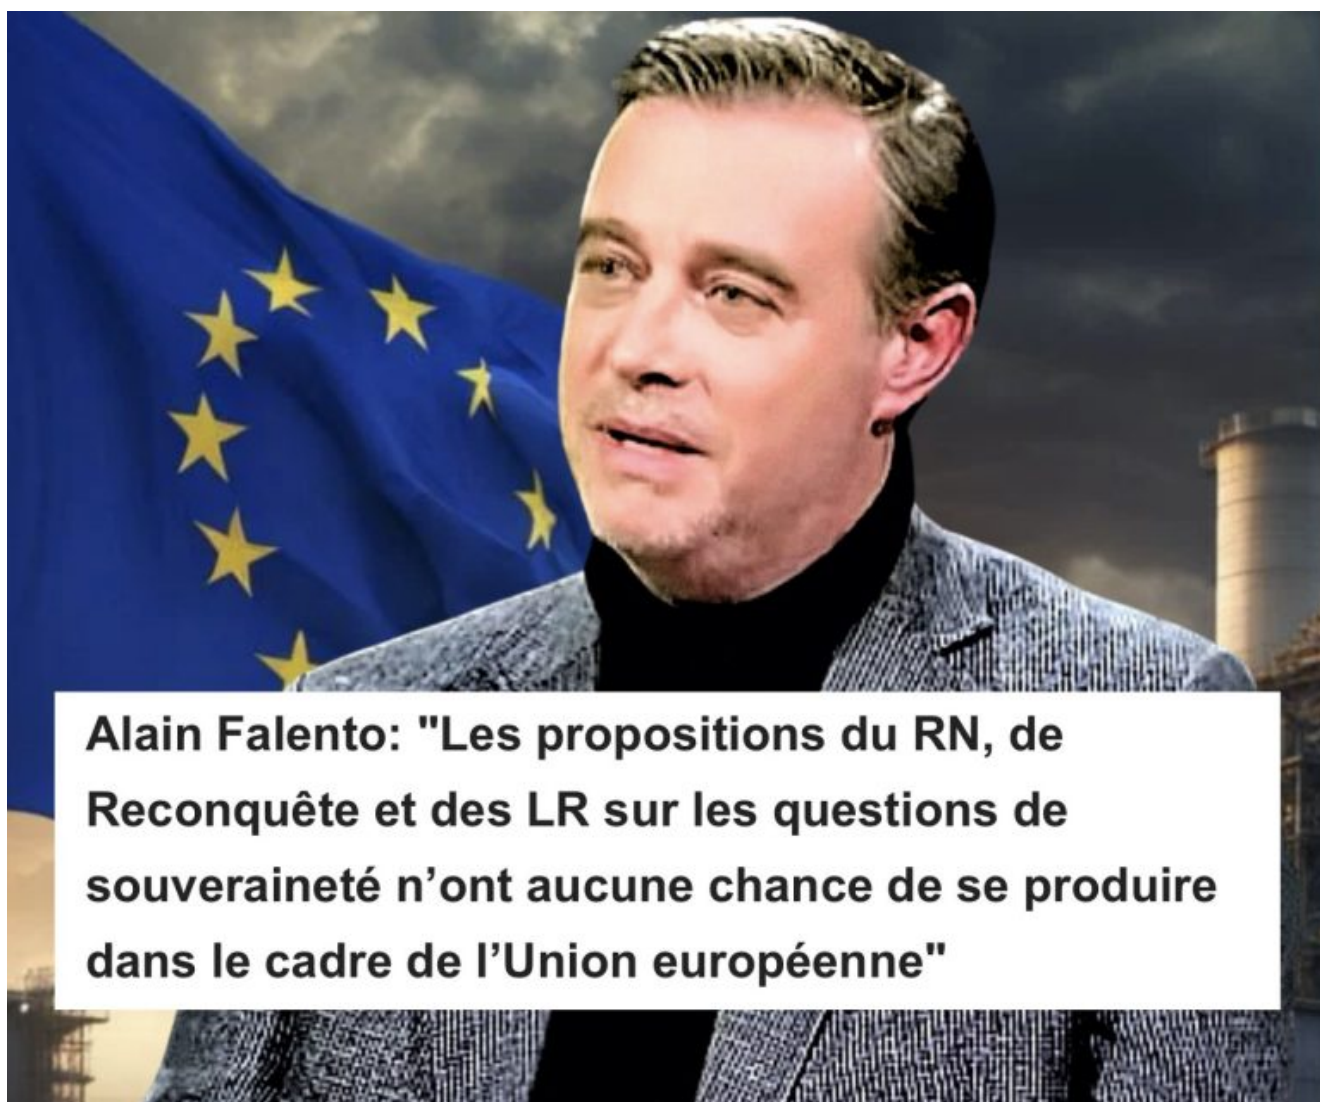 Alain Falento: "Les propositions du RN, de
Reconquête et des LR sur les questions de
souveraineté n’ont aucune chance de se produire
dans le cadre de l’Union européenne"